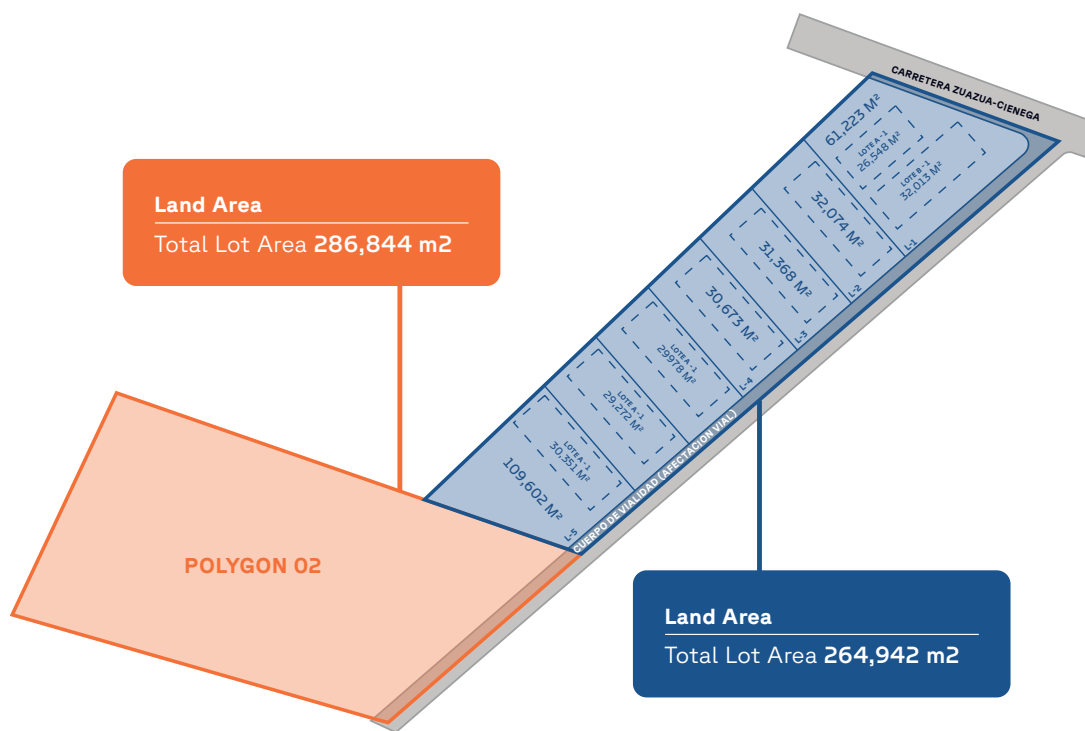 CARRETERA ZUAZUA-CIENEGA
61,223 M²
LOTE A - 1
26,548 M²
LOTE B - 1
32,013 M²
L-1
32,074 M²
L-2
31,368 M²
L-3
30,673 M²
L-4
LOTE A - 1
29978 M²
LOTE A - 1
29,272 M²
LOTE A - 1
30,351 M²
109,602 M²
L-5
CUERPO DE VIALIDAD (AFECTACION VIAL)
Land Area
Total Lot Area 286,844 m2
POLYGON 02
Land Area
Total Lot Area 264,942 m2